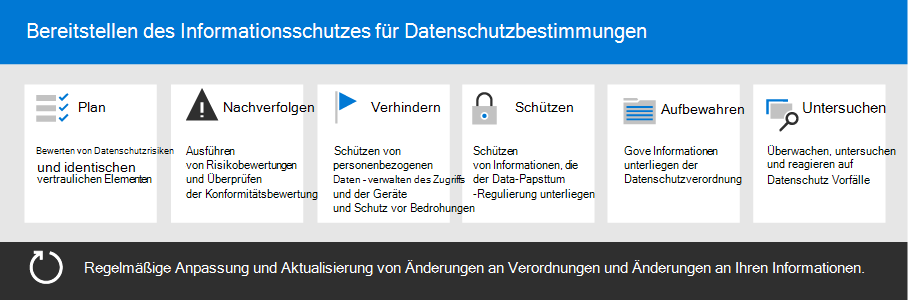 Bereitstellen des Informationsschutzes für Datenschutzbestimmungen
Plan
Bewerten von Datenschutzrisiken
und identischen
vertraulichen Elementen
Nachverfolgen
Ausführen
von Risikobewertungen
und Überprüfen
der Konformitätsbewertung
Verhindern
Schützen von
personenbezogenen
Daten - verwalten des Zugriffs
und der Geräte
und Schutz vor Bedrohungen
Schützen
Schützen
von Informationen, die
der Data-Papsttum
-Regulierung unterliegen
Aufbewahren
Gove Informationen
unterliegen der
Datenschutzverordnung
Untersuchen
Überwachen, untersuchen
und reagieren auf
Datenschutz Vorfälle
Regelmäßige Anpassung und Aktualisierung von Änderungen an Verordnungen und Änderungen an Ihren Informationen.